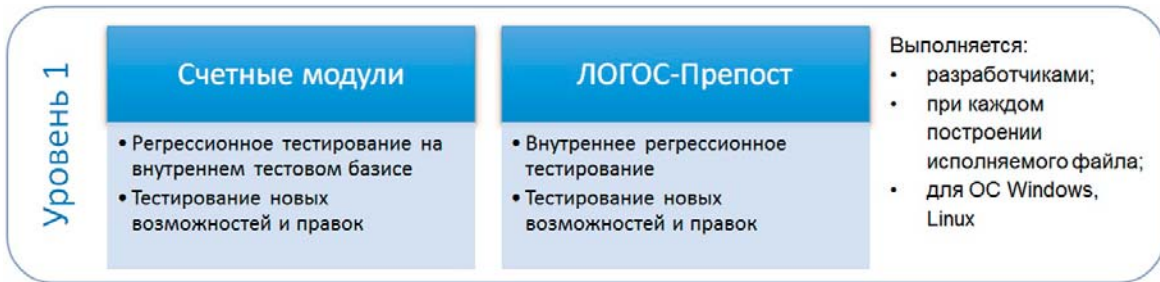 Уровень 1
Счетные модули
• Регрессионное тестирование на
внутреннем тестовом базисе
• Тестирование новых
возможностей и правок
ЛОГОС-Препост
• Внутреннее регрессионное
тестирование
• Тестирование новых
возможностей и правок
Выполняется:
• разработчиками;
• при каждом
построении
исполняемого файла;
• для ОС Windows,
Linux